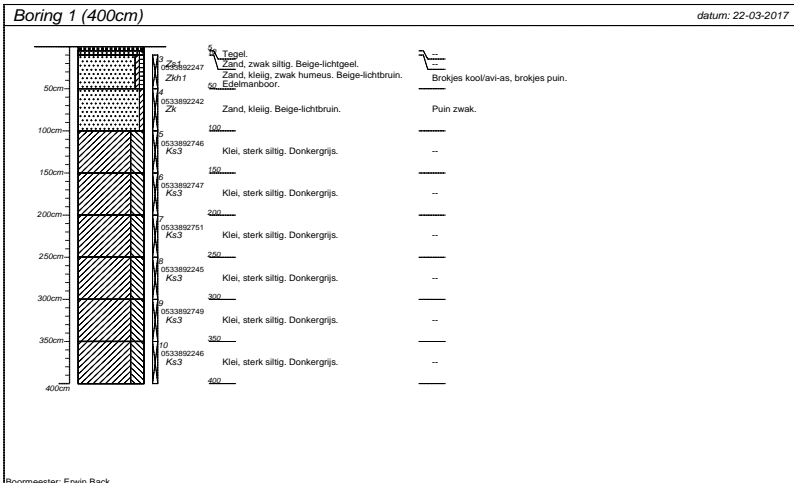 Boring 1 (400cm)
datum: 22-03-2017
5
Tegel.
--
3
Zs1
Zand, zwak siltig. Beige-lichtgeel.
--
0533892247
Zkh1
Zand, kleiig, zwak humeus. Beige-lichtbruin.
Edelmanboor.
Brokjes kool/avi-as, brokjes puin.
50cm
50
4
0533892242
Zk
Zand, kleiig. Beige-lichtbruin.
Puin zwak.
100cm
100
5
0533892746
Ks3
Klei, sterk siltig. Donkergrijs.
--
150cm
150
6
0533892747
Ks3
Klei, sterk siltig. Donkergrijs.
--
200cm
200
7
0533892751
Ks3
Klei, sterk siltig. Donkergrijs.
--
250cm
250
8
0533892245
Ks3
Klei, sterk siltig. Donkergrijs.
--
300cm
300
9
0533892749
Ks3
Klei, sterk siltig. Donkergrijs.
--
350cm
350
10
0533892246
Ks3
Klei, sterk siltig. Donkergrijs.
--
400cm
400
Boormeester: Erwin Back